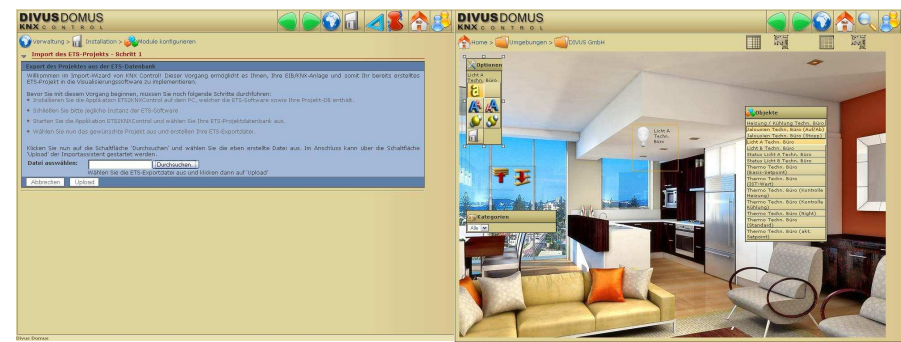 DIVUS DOMUS
KNX CONTROL
Verwaltung > Installation > Module konfigurieren
Import des ETS-Projekts - Schritt 1
Export des Projektes aus der ETS-Datenbank
Willkommen im Import-Wizard von KNX Control! Dieser Vorgang ermöglicht es Ihnen, Ihre EIB/KNX-Anlage und somit Ihr bereits erstelltes
ETS-Projekt in die Visualisierungssoftware zu implementieren.
Bevor Sie mit diesem Vorgang beginnen, müssen Sie noch folgende Schritte durchführen:
Installieren Sie die Applikation ETS2KNXControl auf dem PC, welcher die ETS-Software sowie Ihre Projekt-DB enthält.
Schließen Sie bitte jegliche Instanz der ETS-Software
Starten Sie die Applikation ETS2KNXControl und wählen Sie Ihre ETS-Projektdatenbank aus.
Wählen Sie nun das gewünschte Projekt aus und erstellen Ihre ETS-Exportdatei.
Klicken Sie nun auf die Schaltfläche 'Durchsuchen' und wählen Sie die eben erstellte Datei aus. Im Anschluss kann über die Schaltfläche
'Upload' der Importassistent gestartet werden.
Datei auswählen: Durchsuchen...
Wählen Sie die ETS-Exportdatei aus und klicken dann auf 'Upload'
Abbrechen Upload
Divus Domus
DIVUS DOMUS
KNX CONTROL
Home > Umgebungen > DIVUS GmbH
Optionen
Licht A
Techn. Büro
Licht A
Techn.
Büro
Kategorien
Alle
Objekte
Heizung / Kühlung Techn. Büro
Jalousien Techn. Büro (Auf/Ab)
Jalousien Techn. Büro (Stopp)
Licht A Techn. Büro
Licht B Techn. Büro
Status Licht A Techn. Büro
Status Licht B Techn. Büro
Thermo Techn. Büro
(Basis-Setpoint)
Thermo Techn. Büro
(IST-Wert)
Thermo Techn. Büro (Kontrolle
Heizung)
Thermo Techn. Büro (Kontrolle
Kühlung)
Thermo Techn. Büro (Night)
Thermo Techn. Büro
(Standard)
Thermo Techn. Büro (akt.
Setpoint)